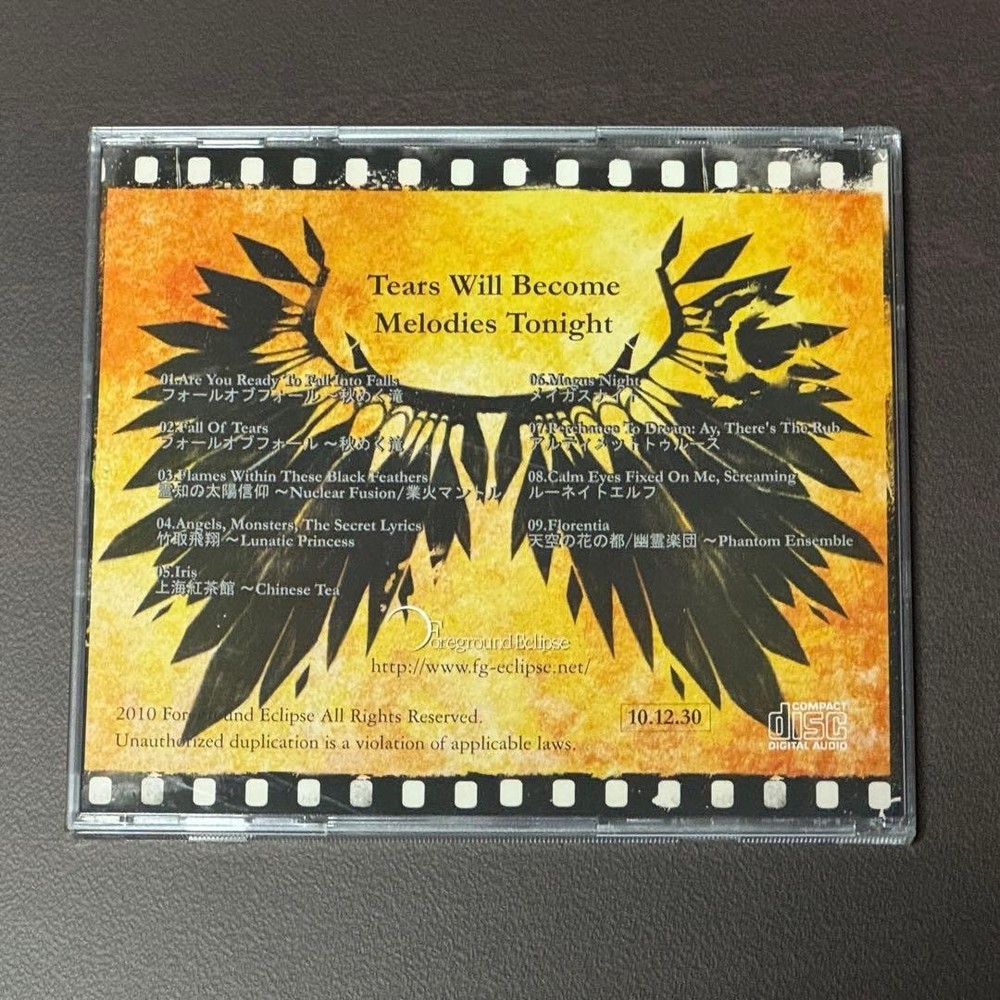 Tears Will Become
Melodies Tonight
01.Are You Ready To Fall Into Falls
フォールオブフォール ～秋めく滝
02.Fall Of Tears
フォールオブフォール ～秋めく滝
03.Flames Within These Black Feathers
霊知の太陽信仰 ～Nuclear Fusion/業火マントル
04.Angels, Monsters, The Secret Lyrics
竹取飛翔 ～Lunatic Princess
05.Iris
上海紅茶館 ～Chinese Tea
06.Magus Night
メイガスナイト
07.Perchance To Dream: Ay, There's The Rub
アルティメットトゥルース
08.Calm Eyes Fixed On Me, Screaming
ルーネイトエルフ
09.Florentia
天空の花の都/幽霊楽団 ～Phantom Ensemble
Foreground Eclipse
http://www.fg-eclipse.net/
2010 Foreground Eclipse All Rights Reserved.
Unauthorized duplication is a violation of applicable laws.
10.12.30
COMPACT
disc
DIGITAL AUDIO